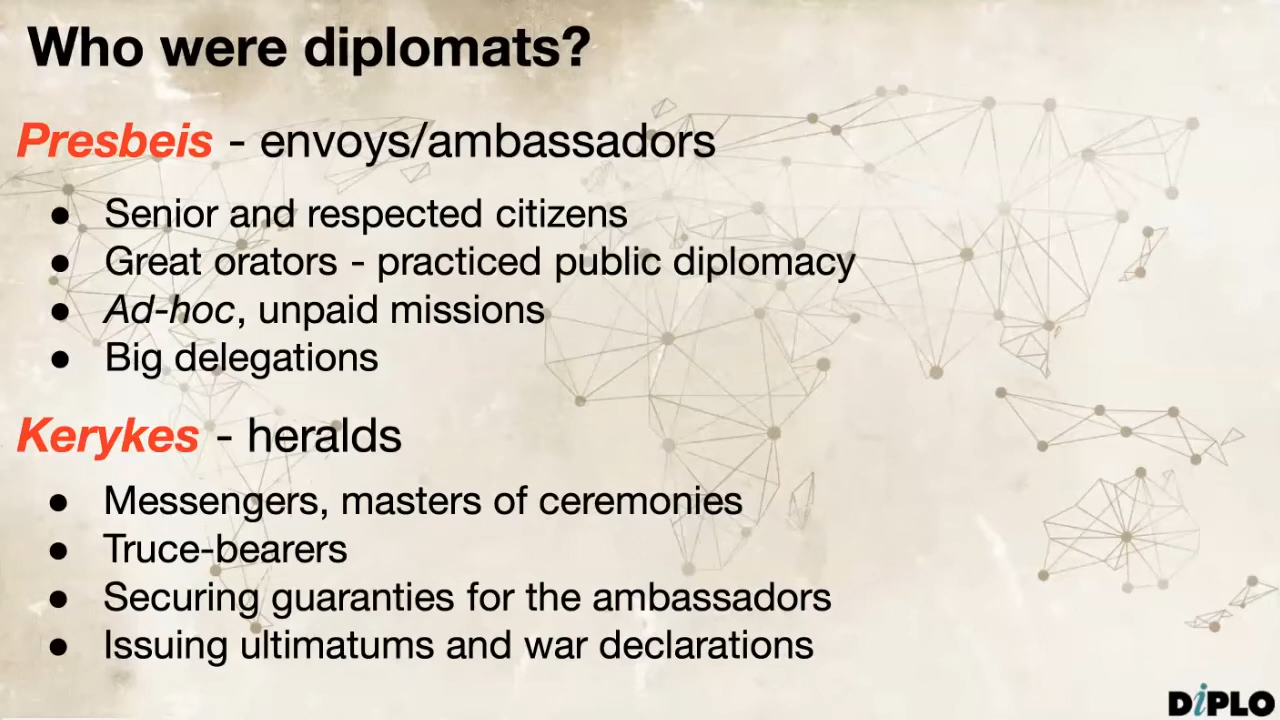 Who were diplomats?
Presbeis - envoys/ambassadors
● Senior and respected citizens
● Great orators - practiced public diplomacy
● Ad-hoc, unpaid missions
● Big delegations
Kerykes - heralds
● Messengers, masters of ceremonies
● Truce-bearers
● Securing guaranties for the ambassadors
● Issuing ultimatums and war declarations
DiPLO